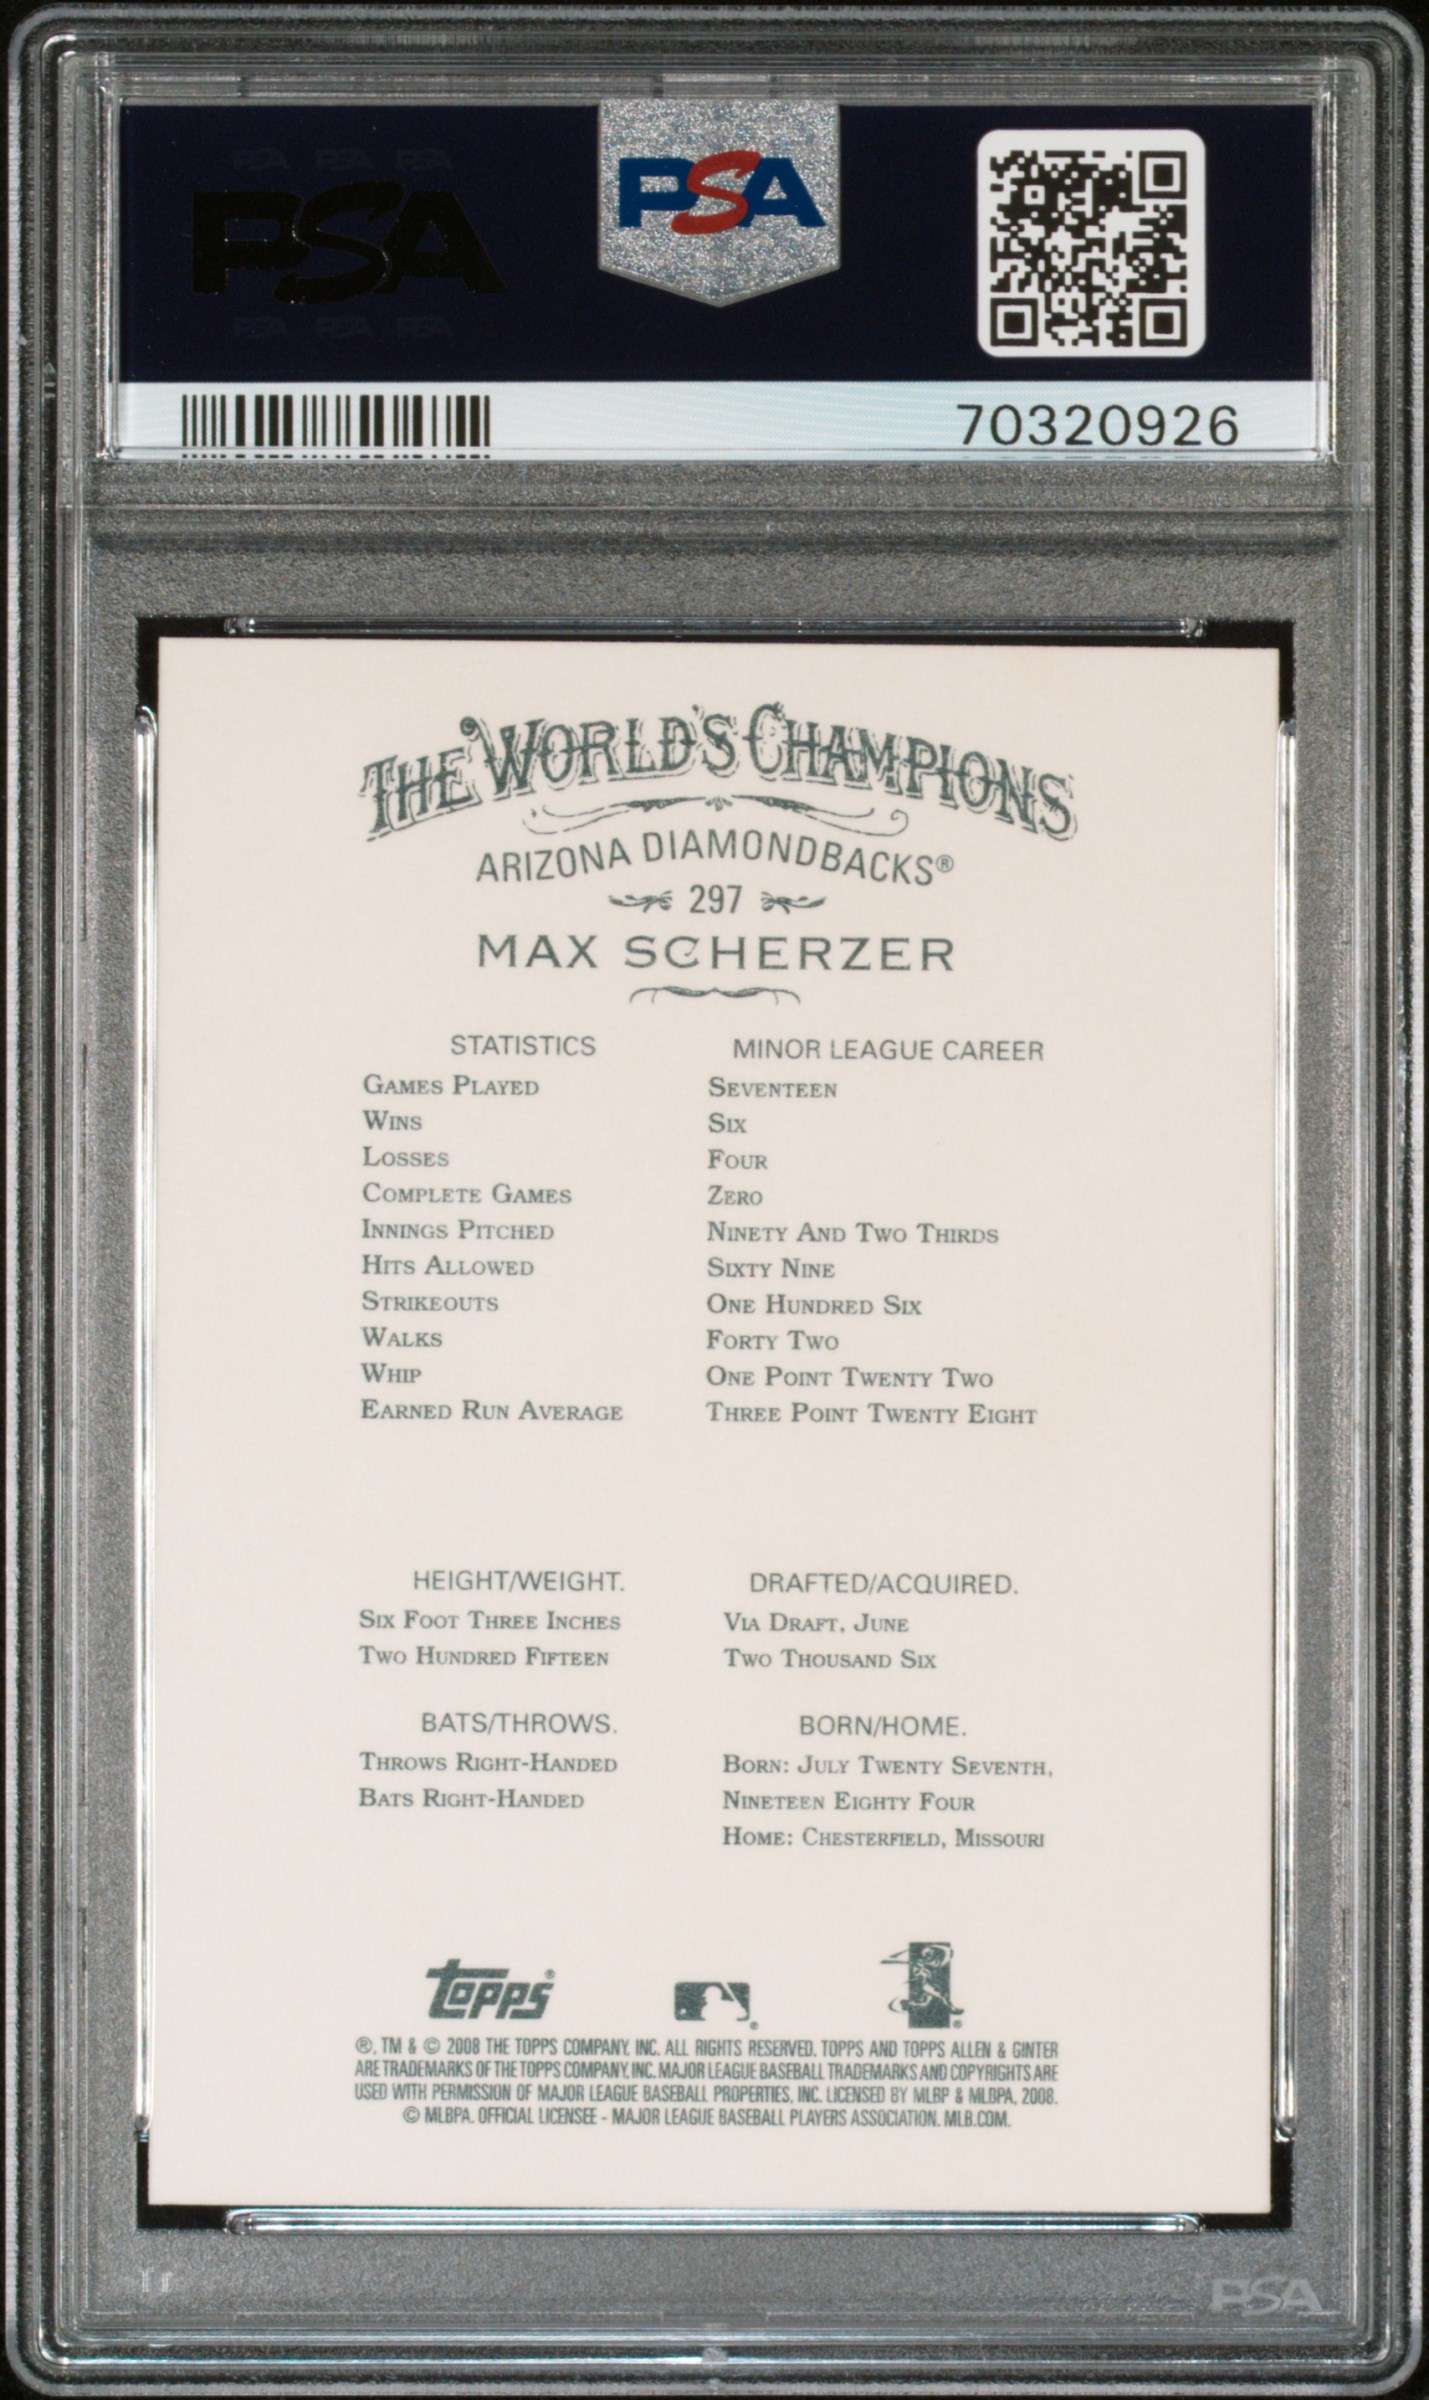 PSA PSA PSA
PSA
PSA PSA PSA
PSA
70320926
THE WORLD'S CHAMPIONS
ARIZONA DIAMONDBACKS®
297
MAX SCHERZER
STATISTICS MINOR LEAGUE CAREER
GAMES PLAYED SEVENTEEN
WINS SIX
LOSSES FOUR
COMPLETE GAMES ZERO
INNINGS PITCHED NINETY AND TWO THIRDS
HITS ALLOWED SIXTY NINE
STRIKEOUTS ONE HUNDRED SIX
WALKS FORTY TWO
WHIP ONE POINT TWENTY TWO
EARNED RUN AVERAGE THREE POINT TWENTY EIGHT
HEIGHT/WEIGHT.
SIX FOOT THREE INCHES
TWO HUNDRED FIFTEEN
DRAFTED/ACQUIRED.
VIA DRAFT, JUNE
TWO THOUSAND SIX
BATS/THROWS.
THROWS RIGHT-HANDED
BATS RIGHT-HANDED
BORN/HOME.
BORN: JULY TWENTY SEVENTH,
NINETEEN EIGHTY FOUR
HOME: CHESTERFIELD, MISSOURI
TOPPS®
®, TM & © 2008 THE TOPPS COMPANY, INC. ALL RIGHTS RESERVED. TOPPS AND TOPPS ALLEN & GINTER
ARE TRADEMARKS OF THE TOPPS COMPANY, INC. MAJOR LEAGUE BASEBALL TRADEMARKS AND COPYRIGHTS ARE
USED WITH PERMISSION OF MAJOR LEAGUE BASEBALL PROPERTIES, INC. LICENSED BY MLBP & MLBPA, 2008.
© MLBPA. OFFICIAL LICENSEE - MAJOR LEAGUE BASEBALL PLAYERS ASSOCIATION. MLB.COM.
PSA